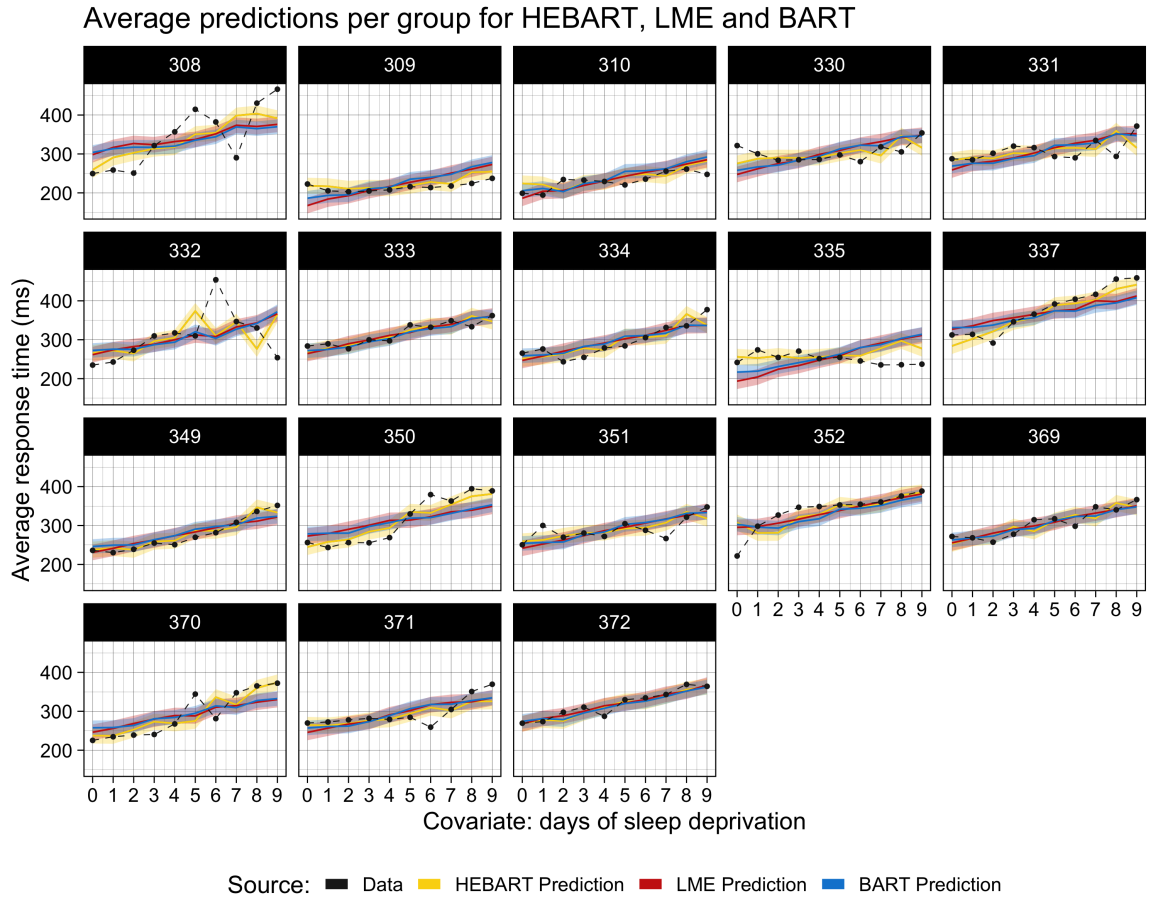 Average predictions per group for HEBART, LME and BART
308 309 310 330 331
400
300
200
332 333 334 335 337
400
300
200
349 350 351 352 369
400
300
200
0 1 2 3 4 5 6 7 8 9 0 1 2 3 4 5 6 7 8 9
370 371 372
400
300
200
0 1 2 3 4 5 6 7 8 9 0 1 2 3 4 5 6 7 8 9 0 1 2 3 4 5 6 7 8 9
Average response time (ms)
Covariate: days of sleep deprivation
Source: Data HEBART Prediction LME Prediction BART Prediction